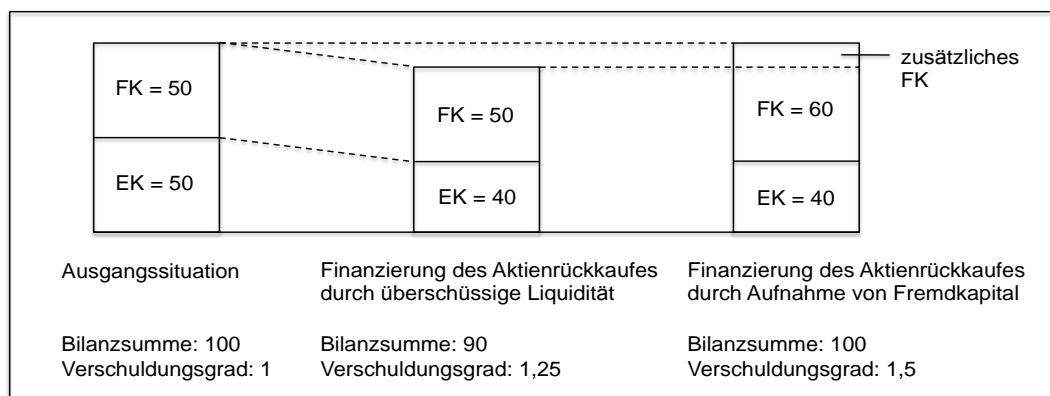 FK = 50
EK = 50
FK = 50
EK = 40
zusätzliches
FK
FK = 60
EK = 40
Ausgangssituation
Bilanzsumme: 100
Verschuldungsgrad: 1
Finanzierung des Aktienrückkaufes
durch überschüssige Liquidität
Bilanzsumme: 90
Verschuldungsgrad: 1,25
Finanzierung des Aktienrückkaufes
durch Aufnahme von Fremdkapital
Bilanzsumme: 100
Verschuldungsgrad: 1,5